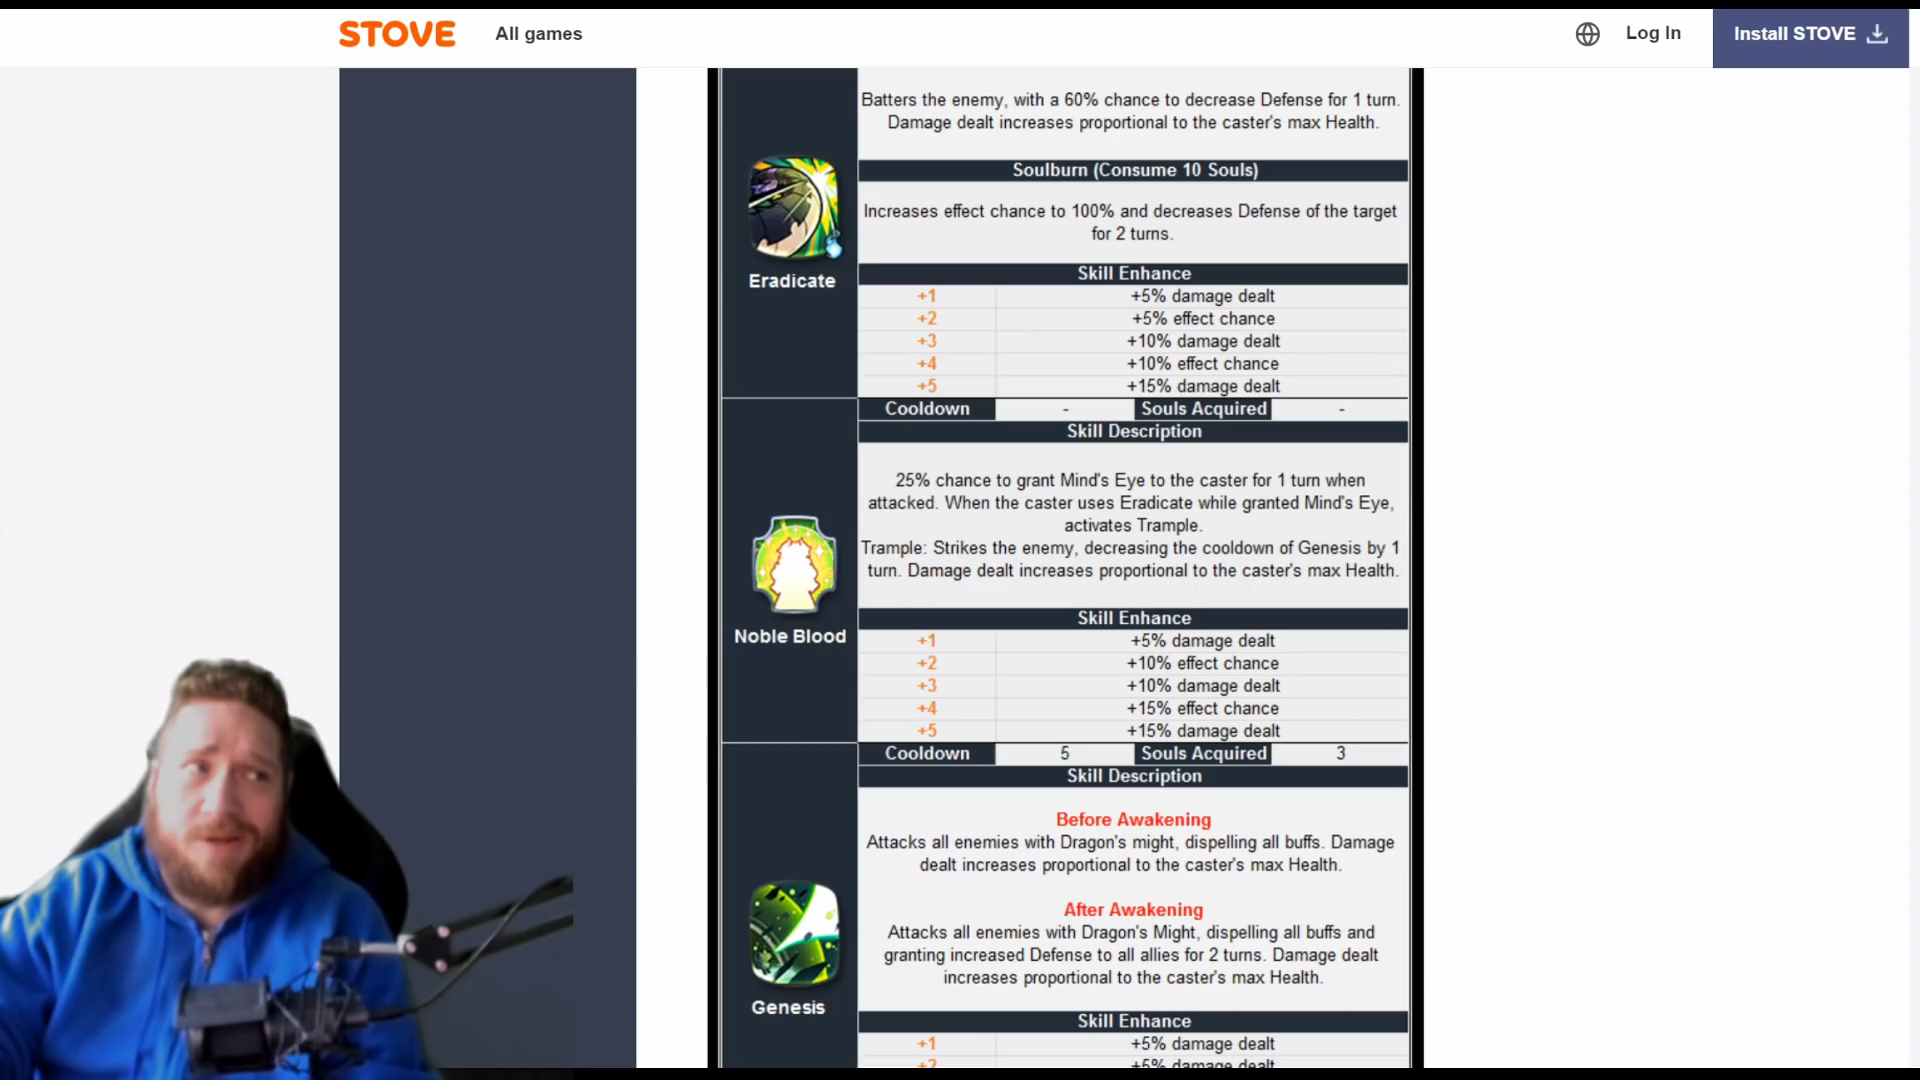 STOVE
All games
Log In
Install STOVE
Batters the enemy, with a 60% chance to decrease Defense for 1 turn.
Damage dealt increases proportional to the caster's max Health.
Soulburn (Consume 10 Souls)
Increases effect chance to 100% and decreases Defense of the target
for 2 turns.
Eradicate
Skill Enhance
+1 +5% damage dealt
+2 +5% effect chance
+3 +10% damage dealt
+4 +10% effect chance
+5 +15% damage dealt
Cooldown - Souls Acquired -
Skill Description
25% chance to grant Mind's Eye to the caster for 1 turn when
attacked. When the caster uses Eradicate while granted Mind's Eye,
activates Trample.
Trample: Strikes the enemy, decreasing the cooldown of Genesis by 1
turn. Damage dealt increases proportional to the caster's max Health.
Noble Blood
Skill Enhance
+1 +5% damage dealt
+2 +10% effect chance
+3 +10% damage dealt
+4 +15% effect chance
+5 +15% damage dealt
Cooldown 5 Souls Acquired 3
Skill Description
Before Awakening
Attacks all enemies with Dragon's might, dispelling all buffs. Damage
dealt increases proportional to the caster's max Health.
After Awakening
Attacks all enemies with Dragon's Might, dispelling all buffs and
granting increased Defense to all allies for 2 turns. Damage dealt
increases proportional to the caster's max Health.
Genesis
Skill Enhance
+1 +5% damage dealt
+2 +5% damage dealt